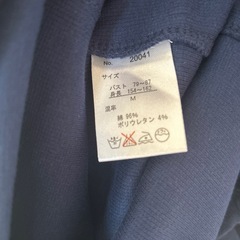 No. 20041
サイズ
バスト 79~87
身長 154~162
M
混率
綿 96%
ポリウレタン 4%